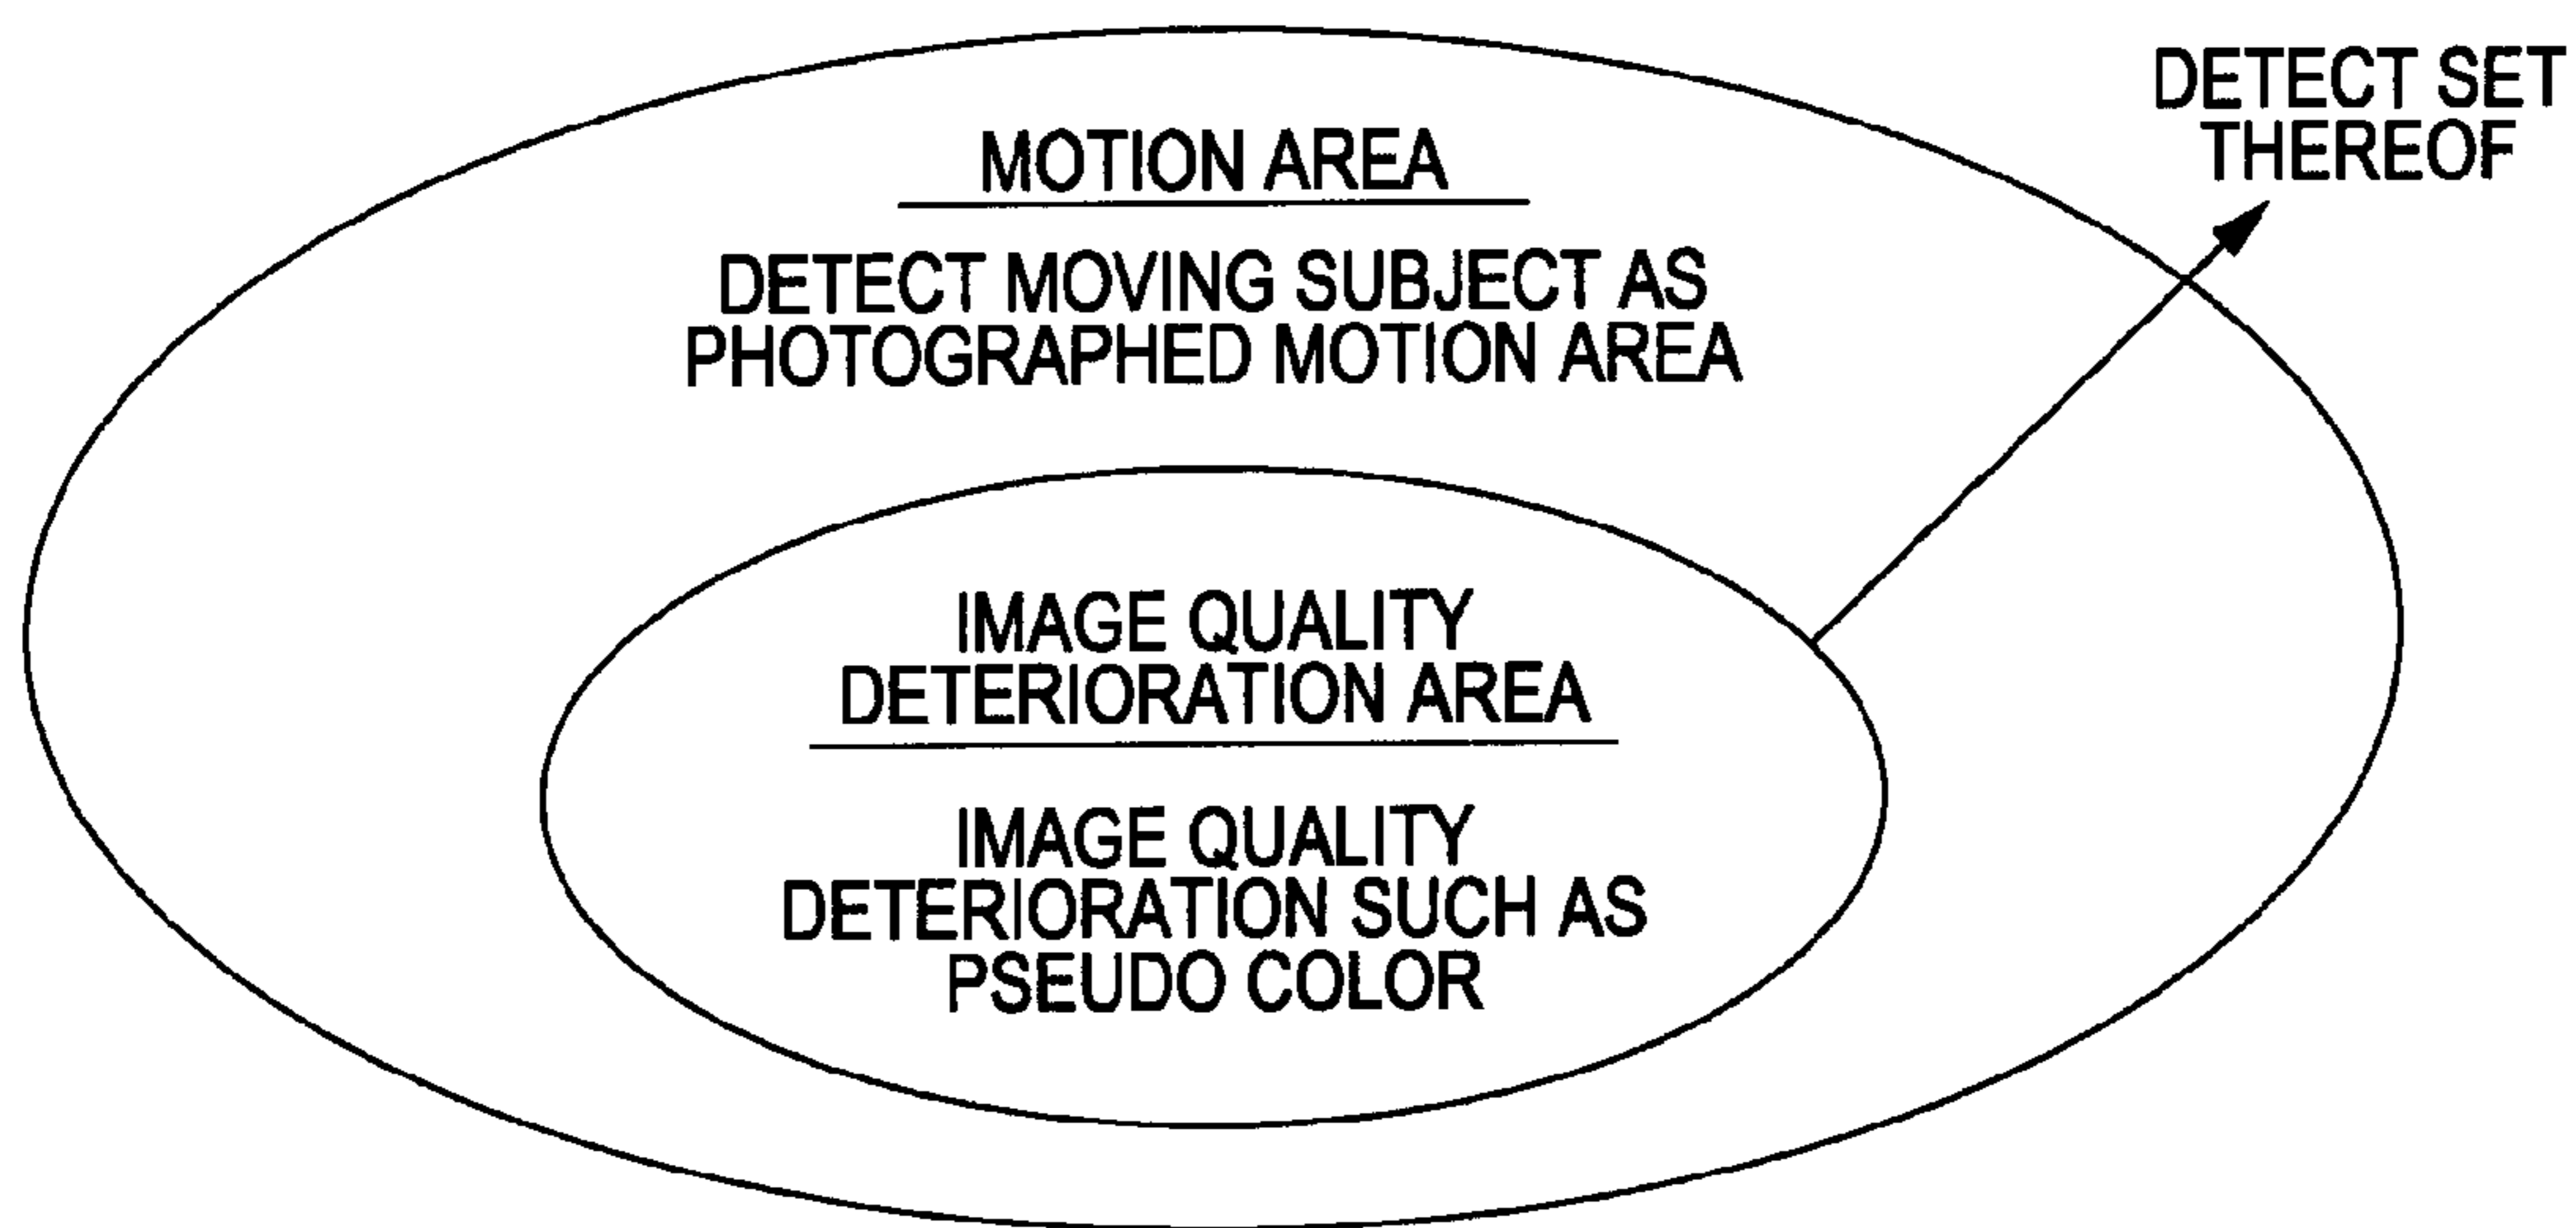 DETECT SET
THEREOF
MOTION AREA
DETECT MOVING SUBJECT AS
PHOTOGRAPHED MOTION AREA
IMAGE QUALITY
DETERIORATION AREA
IMAGE QUALITY
DETERIORATION SUCH AS
PSEUDO COLOR